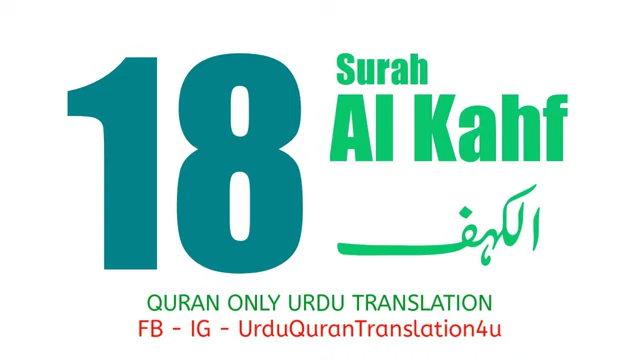 18
Surah
Al Kahf
الكهف
QURAN ONLY URDU TRANSLATION
FB - IG - UrduQuranTranslation4u